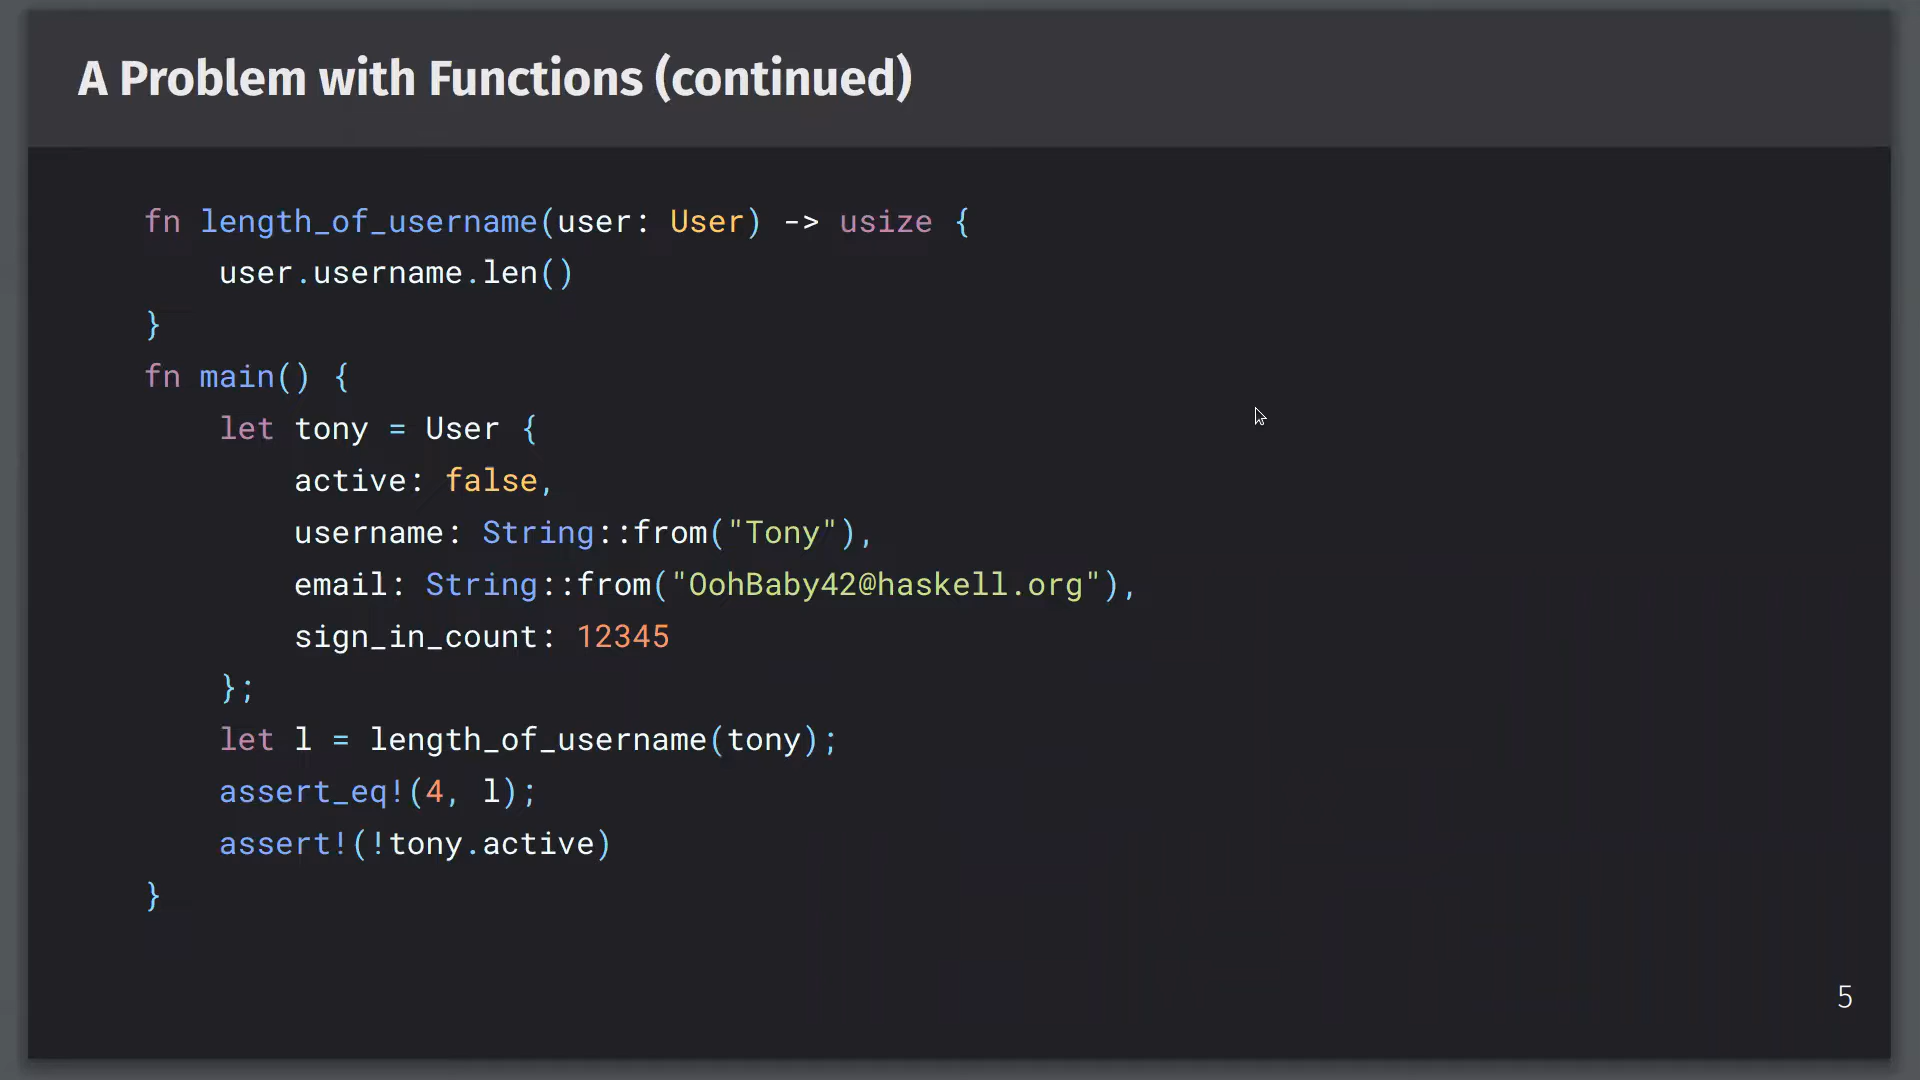 A Problem with Functions (continued)
fn length_of_username(user: User) -> usize {
    user.username.len()
}
fn main() {
    let tony = User {
        active: false,
        username: String::from("Tony"),
        email: String::from("OohBaby42@haskell.org"),
        sign_in_count: 12345
    };
    let l = length_of_username(tony);
    assert_eq!(4, l);
    assert!(!tony.active)
}
5